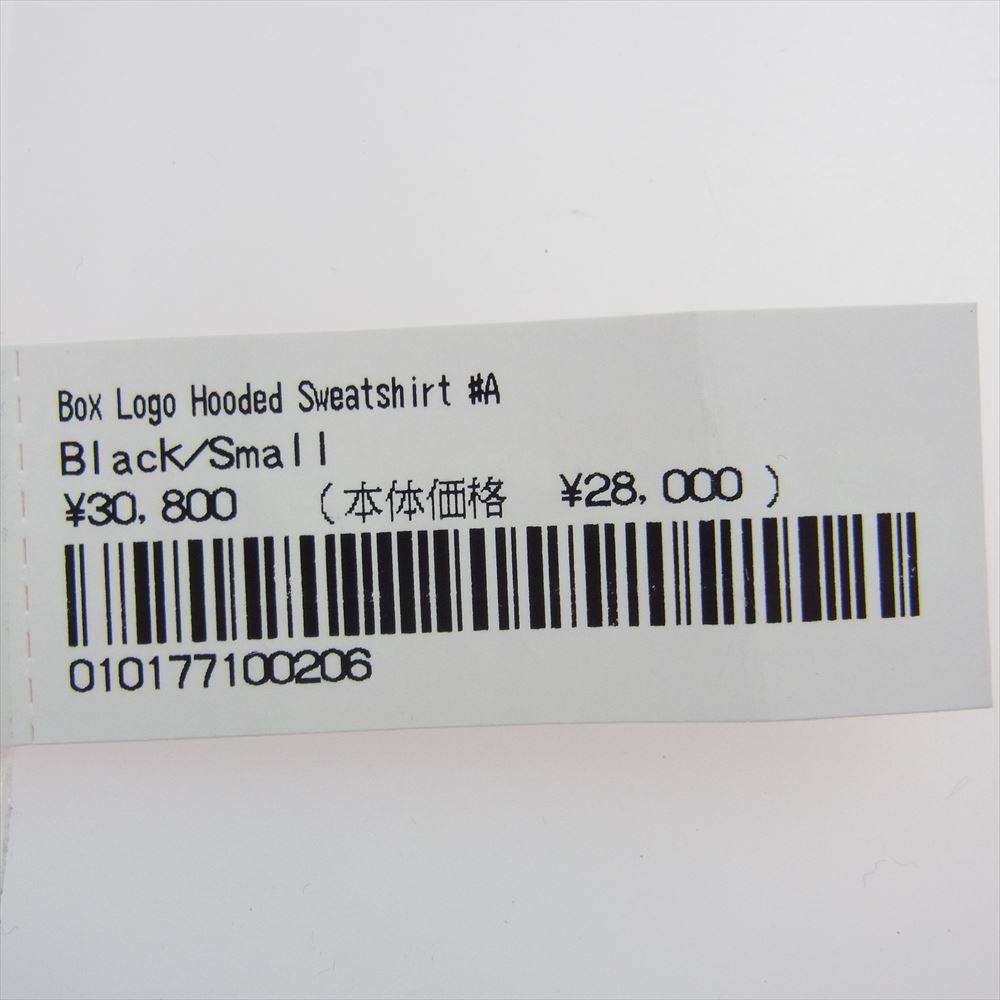 Box Logo Hooded Sweatshirt #A
Black/Small
¥30,800 (本体価格 ¥28,000)
010177100206